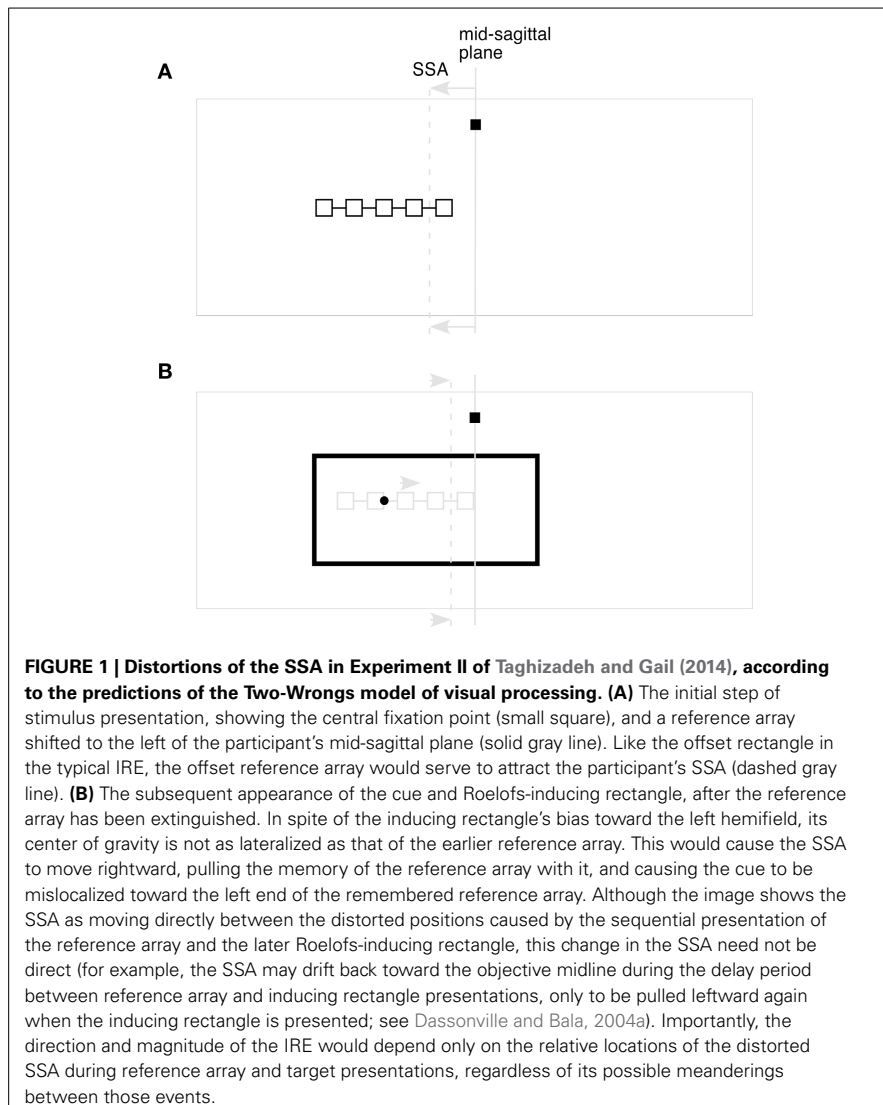 mid-sagittal
plane
A
SSA
B
FIGURE 1 | Distortions of the SSA in Experiment II of Taghizadeh and Gail (2014), according
to the predictions of the Two-Wrongs model of visual processing. (A) The initial step of
stimulus presentation, showing the central fixation point (small square), and a reference array
shifted to the left of the participant's mid-sagittal plane (solid gray line). Like the offset rectangle in
the typical IRE, the offset reference array would serve to attract the participant's SSA (dashed gray
line). (B) The subsequent appearance of the cue and Roelofs-inducing rectangle, after the reference
array has been extinguished. In spite of the inducing rectangle's bias toward the left hemifield, its
center of gravity is not as lateralized as that of the earlier reference array. This would cause the SSA
to move rightward, pulling the memory of the reference array with it, and causing the cue to be
mislocalized toward the left end of the remembered reference array. Although the image shows the
SSA as moving directly between the distorted positions caused by the sequential presentation of
the reference array and the later Roelofs-inducing rectangle, this change in the SSA need not be
direct (for example, the SSA may drift back toward the objective midline during the delay period
between reference array and inducing rectangle presentations, only to be pulled leftward again
when the inducing rectangle is presented; see Dassonville and Bala, 2004a). Importantly, the
direction and magnitude of the IRE would depend only on the relative locations of the distorted
SSA during reference array and target presentations, regardless of its possible meanderings
between those events.